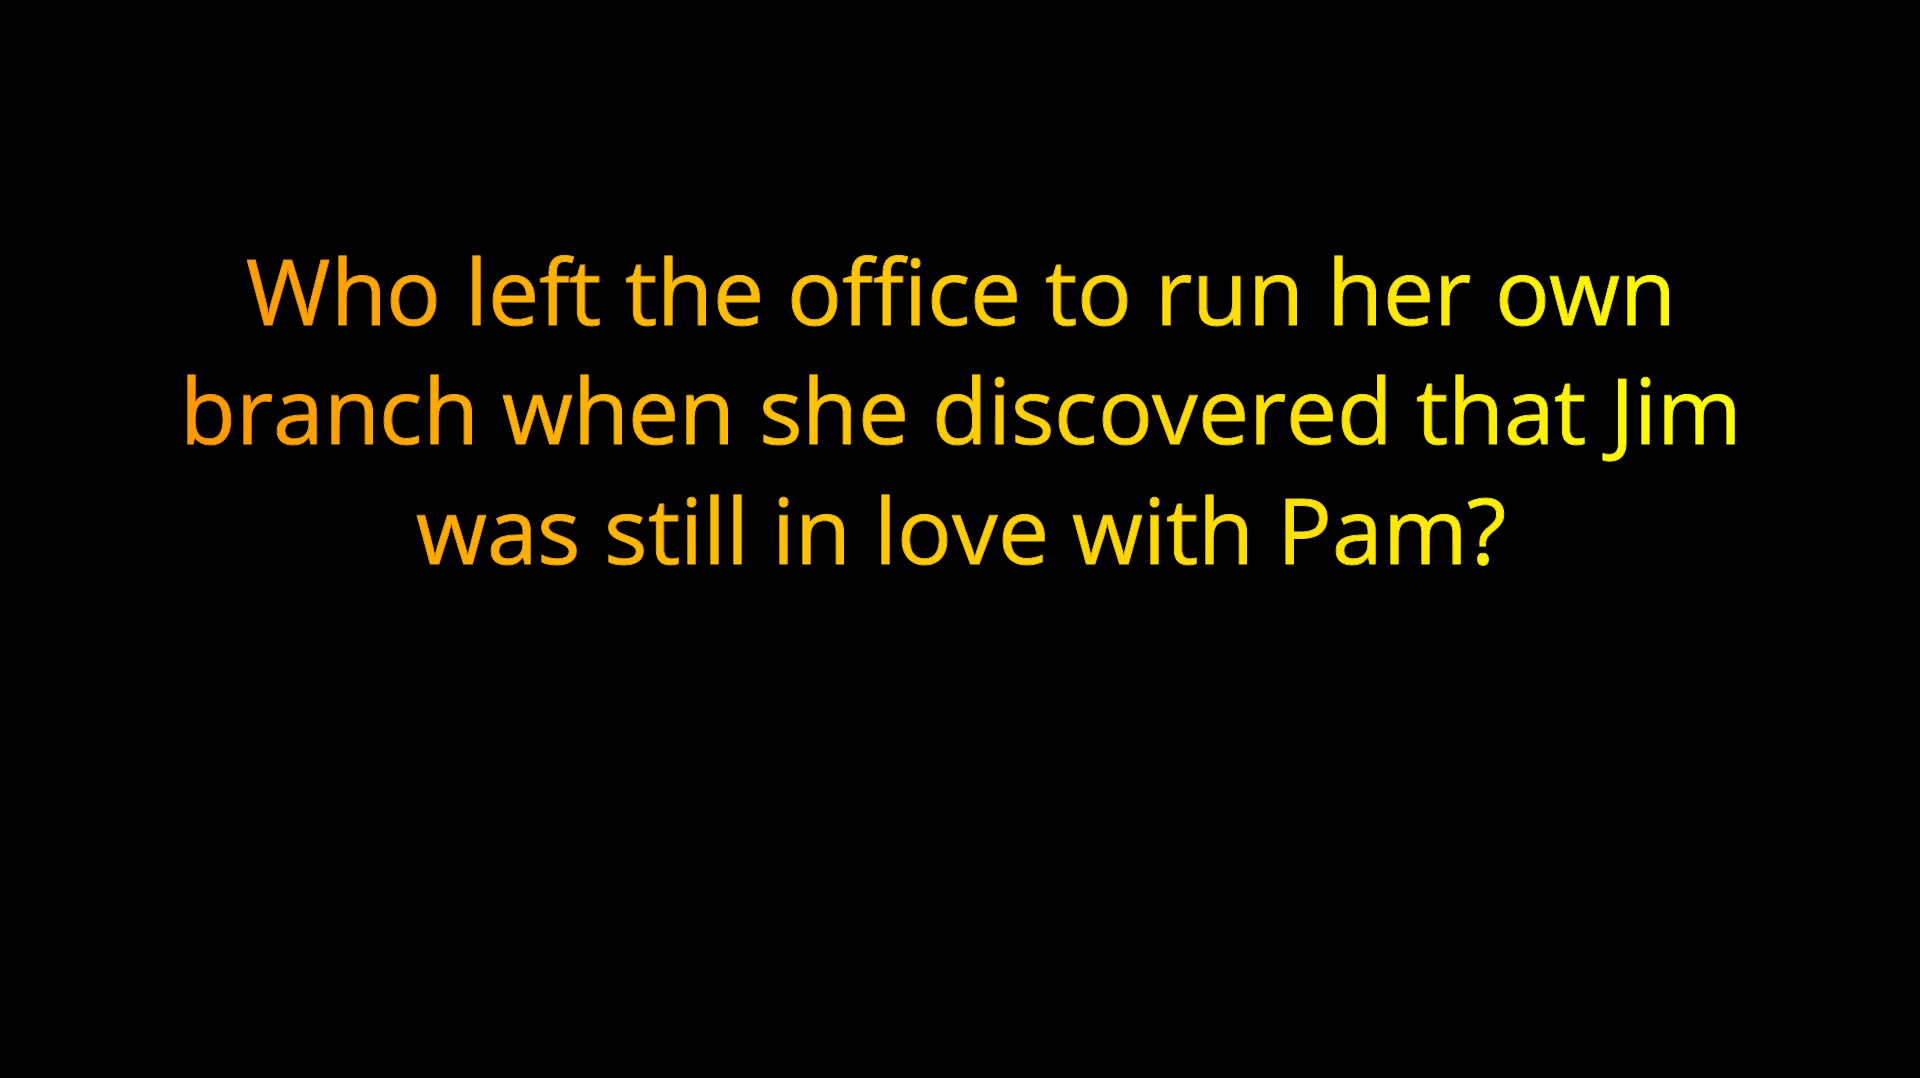 Who left the office to run her own
branch when she discovered that Jim
was still in love with Pam?